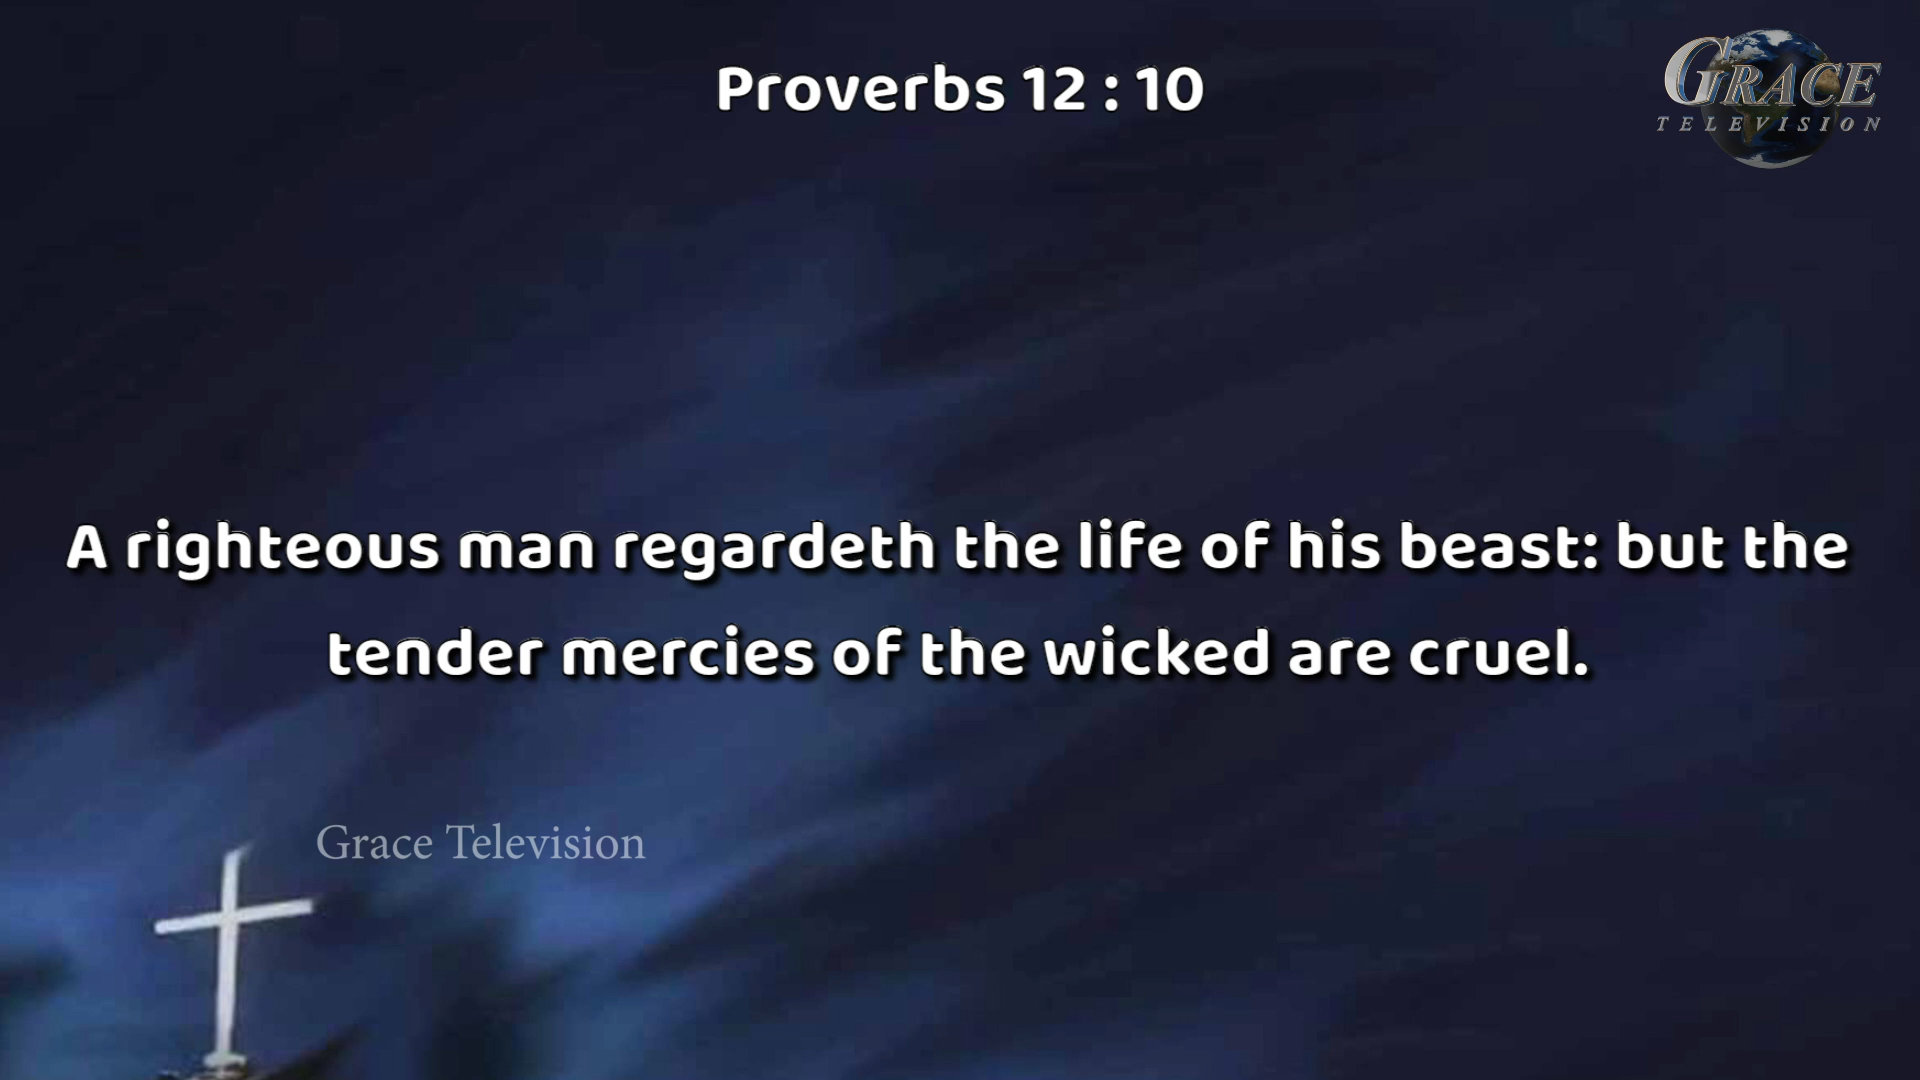 Proverbs 12 : 10
GRACE
TELEVISION
A righteous man regardeth the life of his beast: but the
tender mercies of the wicked are cruel.
Grace Television